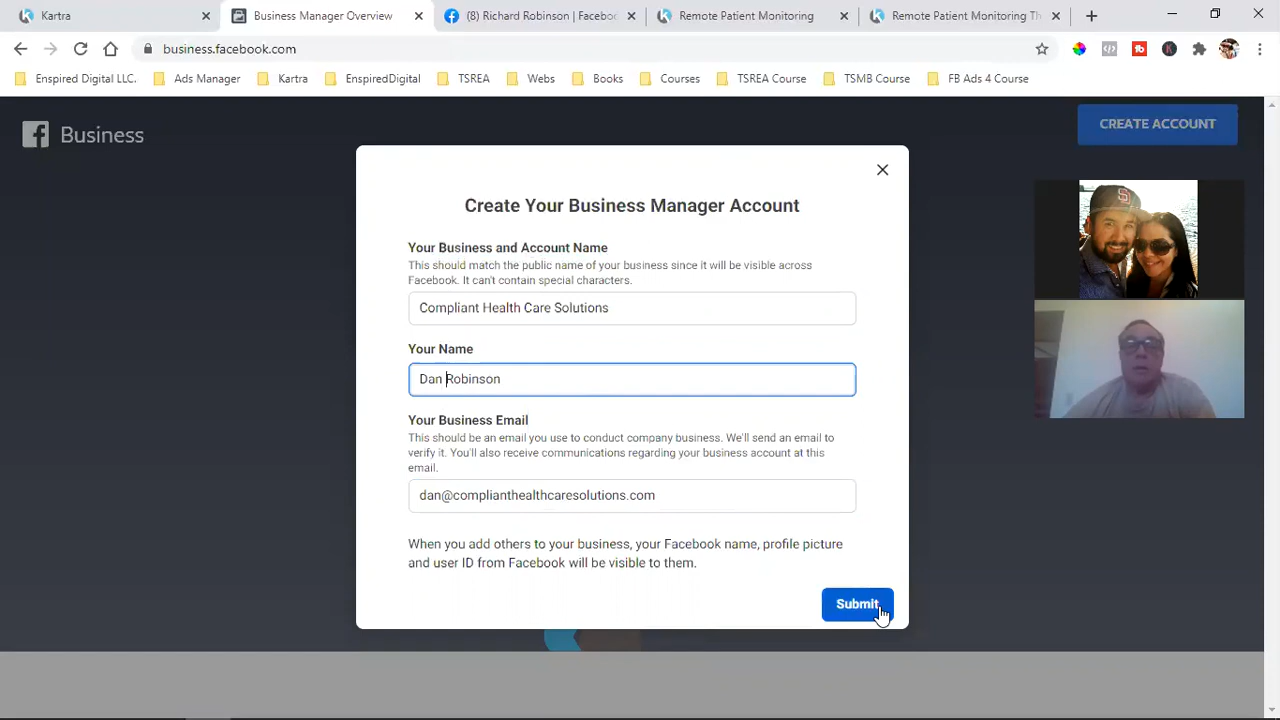 Kartra
Business Manager Overview
(8) Richard Robinson | Facebo
Remote Patient Monitoring
Remote Patient Monitoring Th
business.facebook.com
Enspired Digital LLC.
Ads Manager
Kartra
EnspiredDigital
TSREA
Webs
Books
Courses
TSREA Course
TSMB Course
FB Ads 4 Course
Business
CREATE ACCOUNT
Create Your Business Manager Account
Your Business and Account Name
This should match the public name of your business since it will be visible across
Facebook. It can't contain special characters.
Compliant Health Care Solutions
Your Name
Dan Robinson
Your Business Email
This should be an email you use to conduct company business. We'll send an email to
verify it. You'll also receive communications regarding your business account at this
email.
dan@complianthealthcaresolutions.com
When you add others to your business, your Facebook name, profile picture
and user ID from Facebook will be visible to them.
Submit